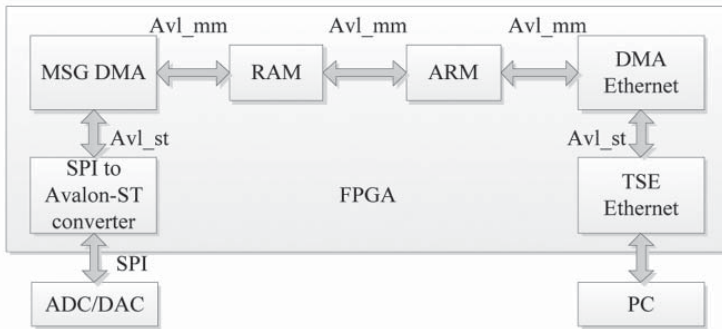 Avl_mm
Avl_mm
Avl_mm
MSG DMA
RAM
ARM
DMA
Ethernet
Avl_st
Avl_st
SPI to
Avalon-ST
converter
FPGA
TSE
Ethernet
SPI
ADC/DAC
PC